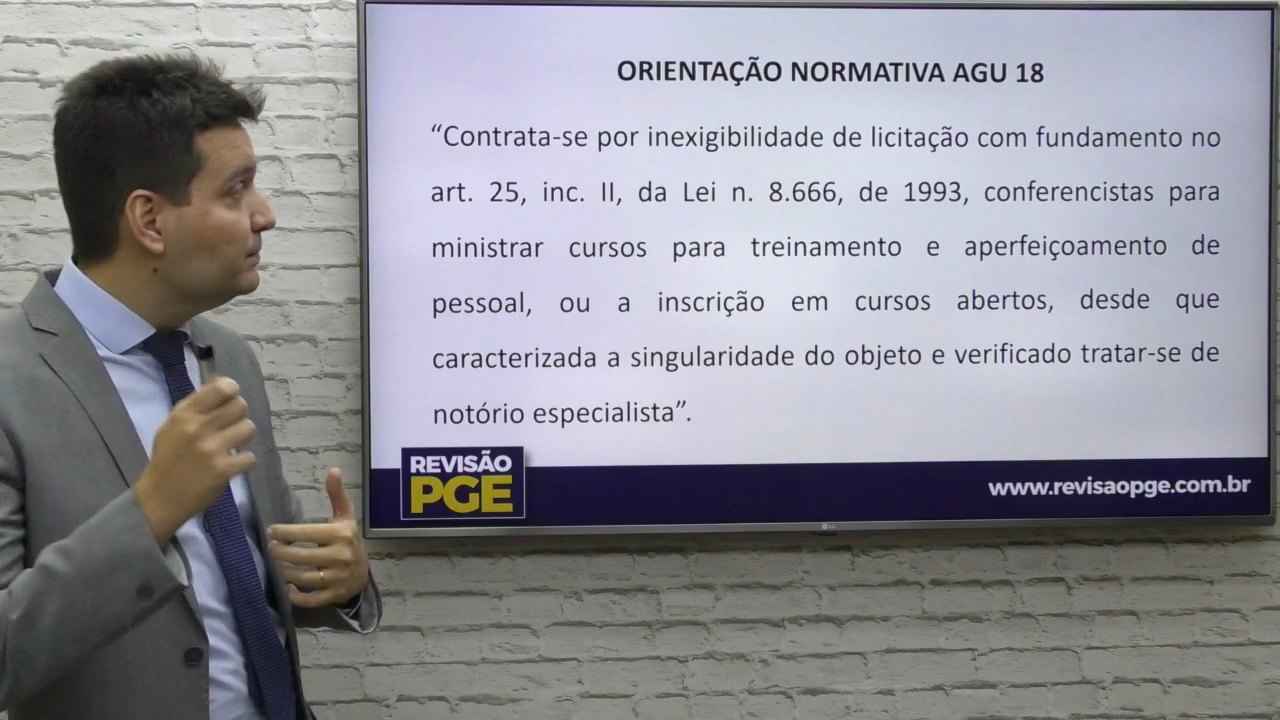 ORIENTAÇÃO NORMATIVA AGU 18
“Contrata-se por inexigibilidade de licitação com fundamento no
art. 25, inc. II, da Lei n. 8.666, de 1993, conferencistas para
ministrar cursos para treinamento e aperfeiçoamento de
pessoal, ou a inscrição em cursos abertos, desde que
caracterizada a singularidade do objeto e verificado tratar-se de
notório especialista”.
REVISÃO
PGE
www.revisaopge.com.br
LG